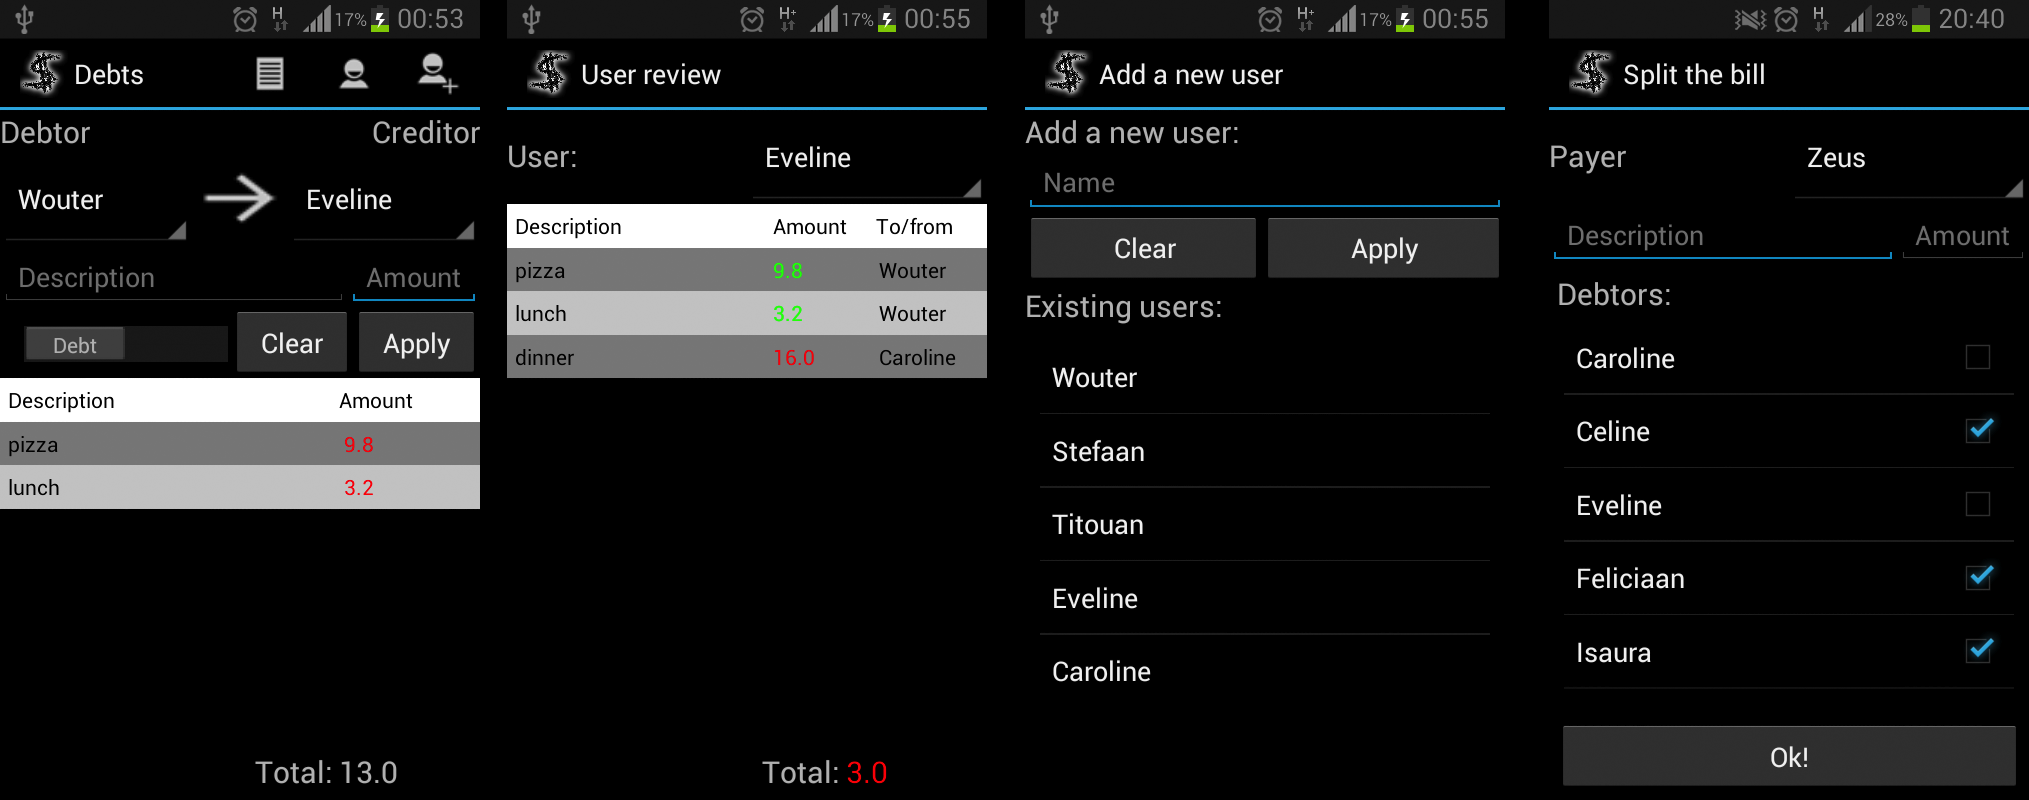 H 17% 00:53
Debts
Debtor Creditor
Wouter Eveline
Description Amount
Debt Clear Apply
Description Amount
pizza 9.8
lunch 3.2
Total: 13.0
H+ 17% 00:55
User review
User: Eveline
Description Amount To/from
pizza 9.8 Wouter
lunch 3.2 Wouter
dinner 16.0 Caroline
Total: 3.0
H+ 17% 00:55
Add a new user
Add a new user:
Name
Clear Apply
Existing users:
Wouter
Stefaan
Titouan
Eveline
Caroline
H 28% 20:40
Split the bill
Payer Zeus
Description Amount
Debtors:
Caroline
Celine
Eveline
Feliciaan
Isaura
Ok!